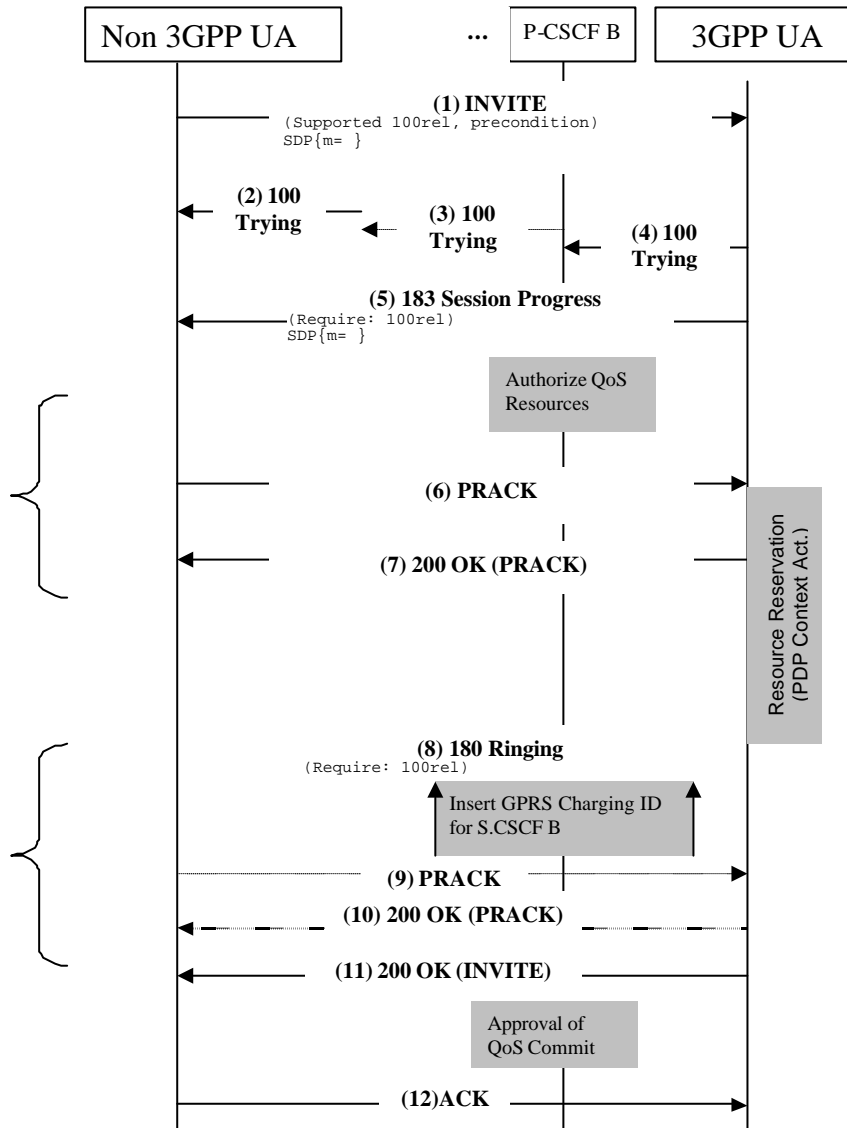 Non 3GPP UA
...
P-CSCF B
3GPP UA
(1) INVITE
(Supported 100rel, precondition)
SDP{m= }
(2) 100
Trying
(3) 100
Trying
(4) 100
Trying
(5) 183 Session Progress
(Require: 100rel)
SDP{m= }
Authorize QoS
Resources
(6) PRACK
(7) 200 OK (PRACK)
Resource Reservation
(PDP Context Act.)
(8) 180 Ringing
(Require: 100rel)
Insert GPRS Charging ID
for S.CSCF B
(9) PRACK
(10) 200 OK (PRACK)
(11) 200 OK (INVITE)
Approval of
QoS Commit
(12)ACK